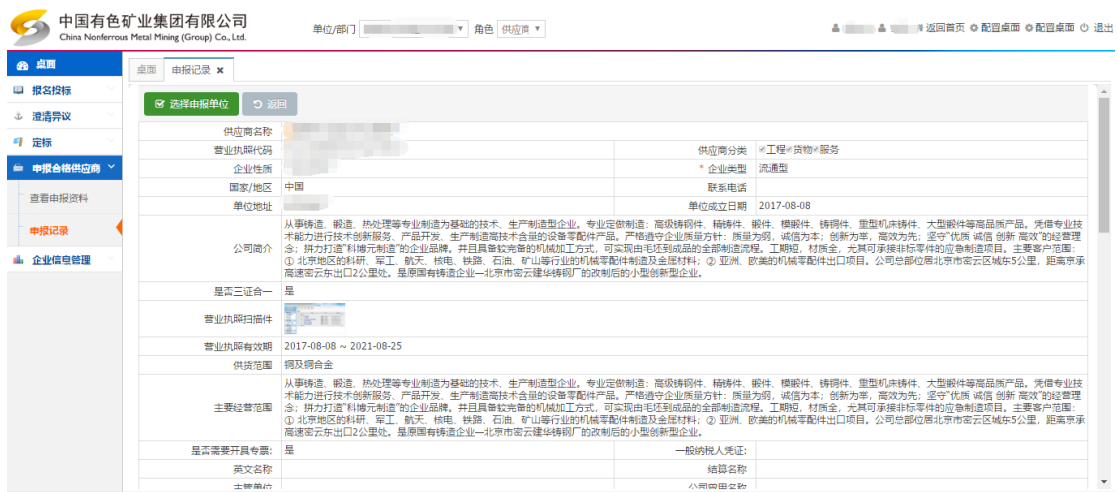 中国有色矿业集团有限公司
China Nonferrous Metal Mining (Group) Co., Ltd.
单位/部门 角色 供应商
返回首页 配置桌面 配置桌面 退出
桌面
报名投标
澄清异议
定标
申报合格供应商
查看申报资料
申报记录
企业信息管理
桌面 申报记录
选择申报单位 返回
供应商名称
营业执照代码 供应商分类 工程 货物 服务
企业性质 * 企业类型 流通型
国家/地区 中国 联系电话
单位地址 单位成立日期 2017-08-08
公司简介
从事铸造、锻造、热处理等专业制造为基础的技术、生产制造型企业。专业定做制造：高级铸钢件、精铸件、锻件、模锻件、铸铜件、重型机床铸件、大型锻件等高品质产品。凭借专业技
术能力进行技术创新服务、产品开发、生产制造高技术含量的设备零配件产品。严格遵守企业质量方针：质量为纲，诚信为本；创新为举，高效为先；坚守"优质 诚信 创新 高效"的经营理
念；拼力打造"科博元制造"的企业品牌。并且具备较完备的机械加工方式，可实现由毛坯到成品的全部制造流程。工期短，材质全，尤其可承接非标零件的应急制造项目。主要客户范围：
① 北京地区的科研、军工、航天、核电、铁路、石油、矿山等行业的机械零配件制造及金属材料；② 亚洲、欧美的机械零配件出口项目。公司总部位居北京市密云区城东5公里，距离京承
高速密云东出口2公里处。是原国有铸造企业—北京市密云建华铸钢厂的改制后的小型创新型企业。
是否三证合一 是
营业执照扫描件
营业执照有效期 2017-08-08 ~ 2021-08-25
供货范围 铜及铜合金
主要经营范围
从事铸造、锻造、热处理等专业制造为基础的技术、生产制造型企业。专业定做制造：高级铸钢件、精铸件、锻件、模锻件、铸铜件、重型机床铸件、大型锻件等高品质产品。凭借专业技
术能力进行技术创新服务、产品开发、生产制造高技术含量的设备零配件产品。严格遵守企业质量方针：质量为纲，诚信为本；创新为举，高效为先；坚守"优质 诚信 创新 高效"的经营理
念；拼力打造"科博元制造"的企业品牌。并且具备较完备的机械加工方式，可实现由毛坯到成品的全部制造流程。工期短，材质全，尤其可承接非标零件的应急制造项目。主要客户范围：
① 北京地区的科研、军工、航天、核电、铁路、石油、矿山等行业的机械零配件制造及金属材料；② 亚洲、欧美的机械零配件出口项目。公司总部位居北京市密云区城东5公里，距离京承
高速密云东出口2公里处。是原国有铸造企业—北京市密云建华铸钢厂的改制后的小型创新型企业。
是否需要开具专票: 是 一般纳税人凭证:
英文名称 结算名称
主管单位 公司曾用名称